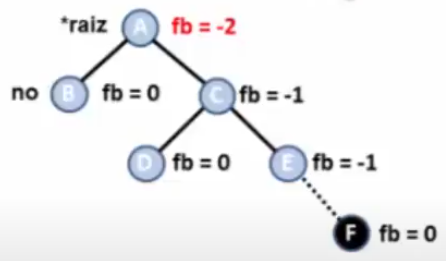 *raiz A fb = -2
no B fb = 0 C fb = -1
D fb = 0 E fb = -1
F fb = 0